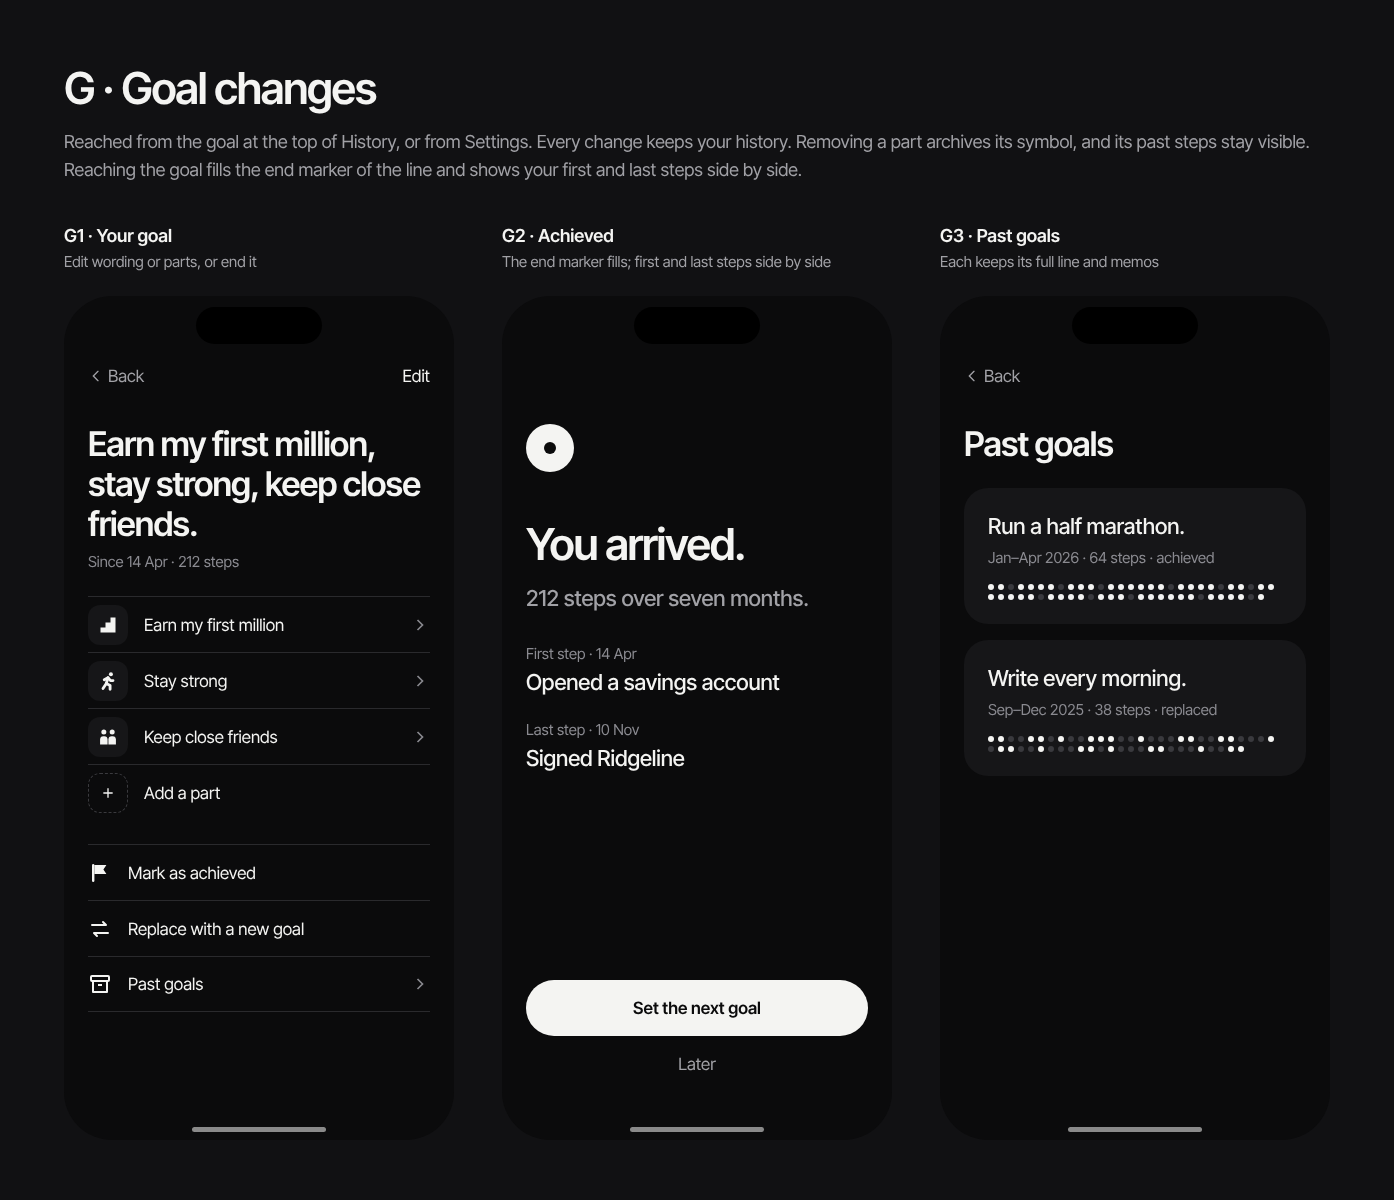 G · Goal changes
Reached from the goal at the top of History, or from Settings. Every change keeps your history. Removing a part archives its symbol, and its past steps stay visible.
Reaching the goal fills the end marker of the line and shows your first and last steps side by side.
G1 · Your goal
Edit wording or parts, or end it
Back
Edit
Earn my first million,
stay strong, keep close
friends.
Since 14 Apr · 212 steps
Earn my first million
Stay strong
Keep close friends
Add a part
Mark as achieved
Replace with a new goal
Past goals
G2 · Achieved
The end marker fills; first and last steps side by side
You arrived.
212 steps over seven months.
First step · 14 Apr
Opened a savings account
Last step · 10 Nov
Signed Ridgeline
Set the next goal
Later
G3 · Past goals
Each keeps its full line and memos
Back
Past goals
Run a half marathon.
Jan–Apr 2026 · 64 steps · achieved
Write every morning.
Sep–Dec 2025 · 38 steps · replaced